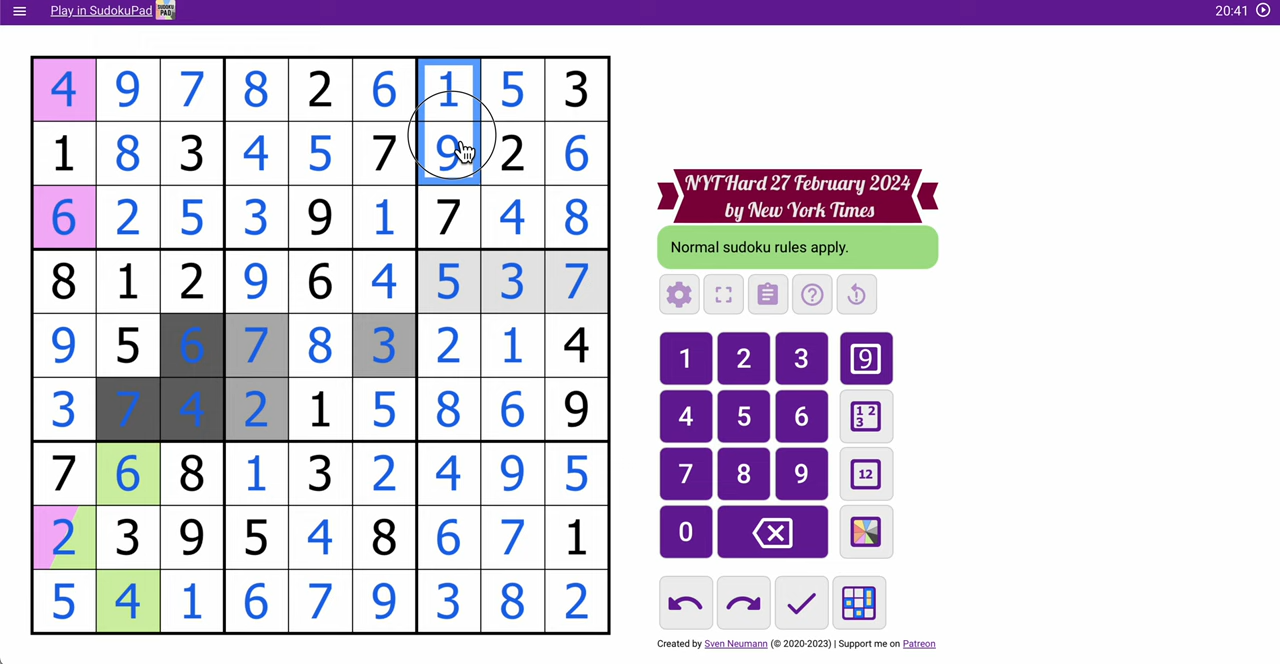 Play in SudokuPad SUDOKU PAD 20:41
4 9 7 8 2 6 1 5 3
1 8 3 4 5 7 9 2 6
6 2 5 3 9 1 7 4 8
8 1 2 9 6 4 5 3 7
9 5 6 7 8 3 2 1 4
3 7 4 2 1 5 8 6 9
7 6 8 1 3 2 4 9 5
2 3 9 5 4 8 6 7 1
5 4 1 6 7 9 3 8 2
NYT Hard 27 February 2024
by New York Times
Normal sudoku rules apply.
?
1 2 3 9
4 5 6 1 2 3
7 8 9 12
0
Created by Sven Neumann (© 2020-2023) | Support me on Patreon